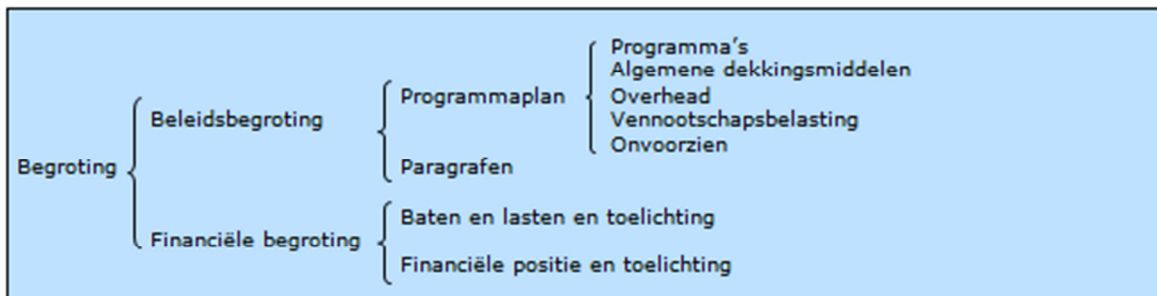 Begroting
Beleidsbegroting
Programmaplan
Programma's
Algemene dekkingsmiddelen
Overhead
Vennootschapsbelasting
Onvoorzien
Paragrafen
Financiële begroting
Baten en lasten en toelichting
Financiële positie en toelichting